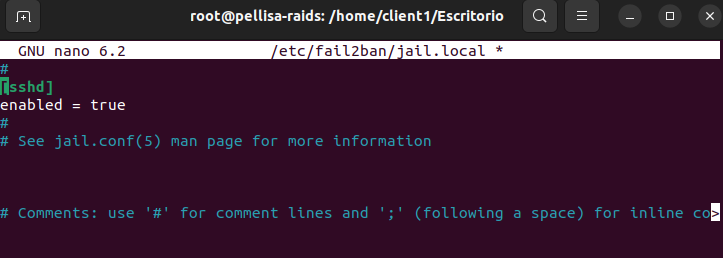 root@pellisa-raids: /home/client1/Escritorio
GNU nano 6.2 /etc/fail2ban/jail.local *
#
[sshd]
enabled = true
#
# See jail.conf(5) man page for more information
# Comments: use '#' for comment lines and ';' (following a space) for inline co>